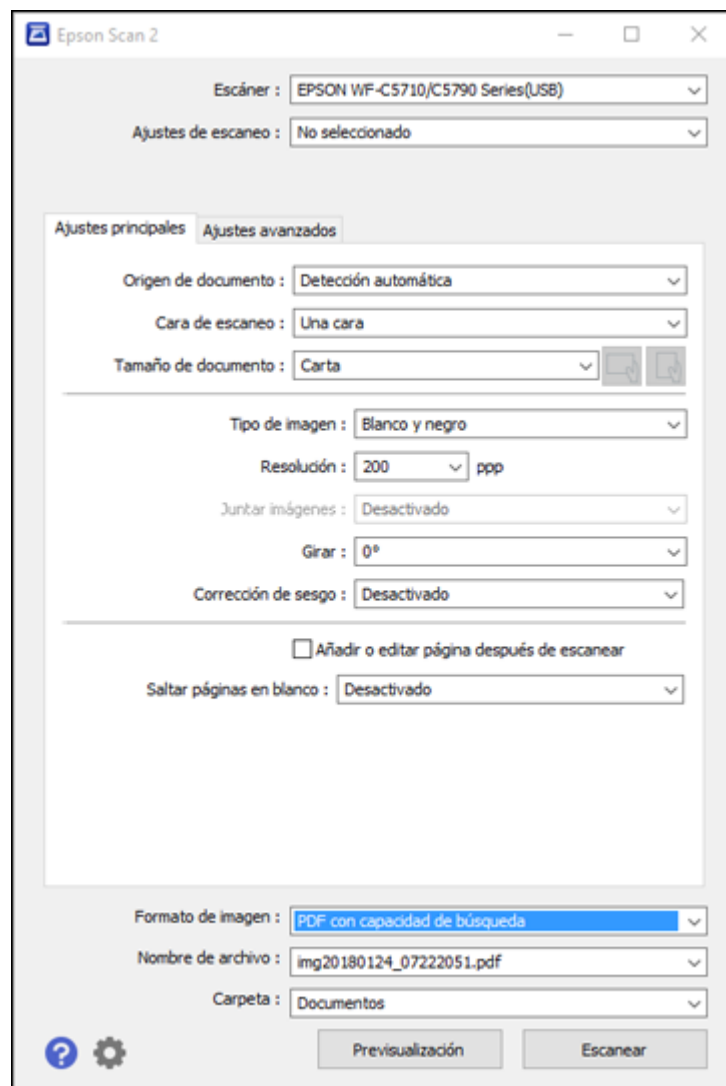 Epson Scan 2
Escáner : EPSON WF-C5710/C5790 Series(USB)
Ajustes de escaneo : No seleccionado
Ajustes principales Ajustes avanzados
Origen de documento : Detección automática
Cara de escaneo : Una cara
Tamaño de documento : Carta
Tipo de imagen : Blanco y negro
Resolución : 200 ppp
Juntar imágenes : Desactivado
Girar : 0°
Corrección de sesgo : Desactivado
Añadir o editar página después de escanear
Saltar páginas en blanco : Desactivado
Formato de imagen : PDF con capacidad de búsqueda
Nombre de archivo : img20180124_07222051.pdf
Carpeta : Documentos
? Previsualización Escanear